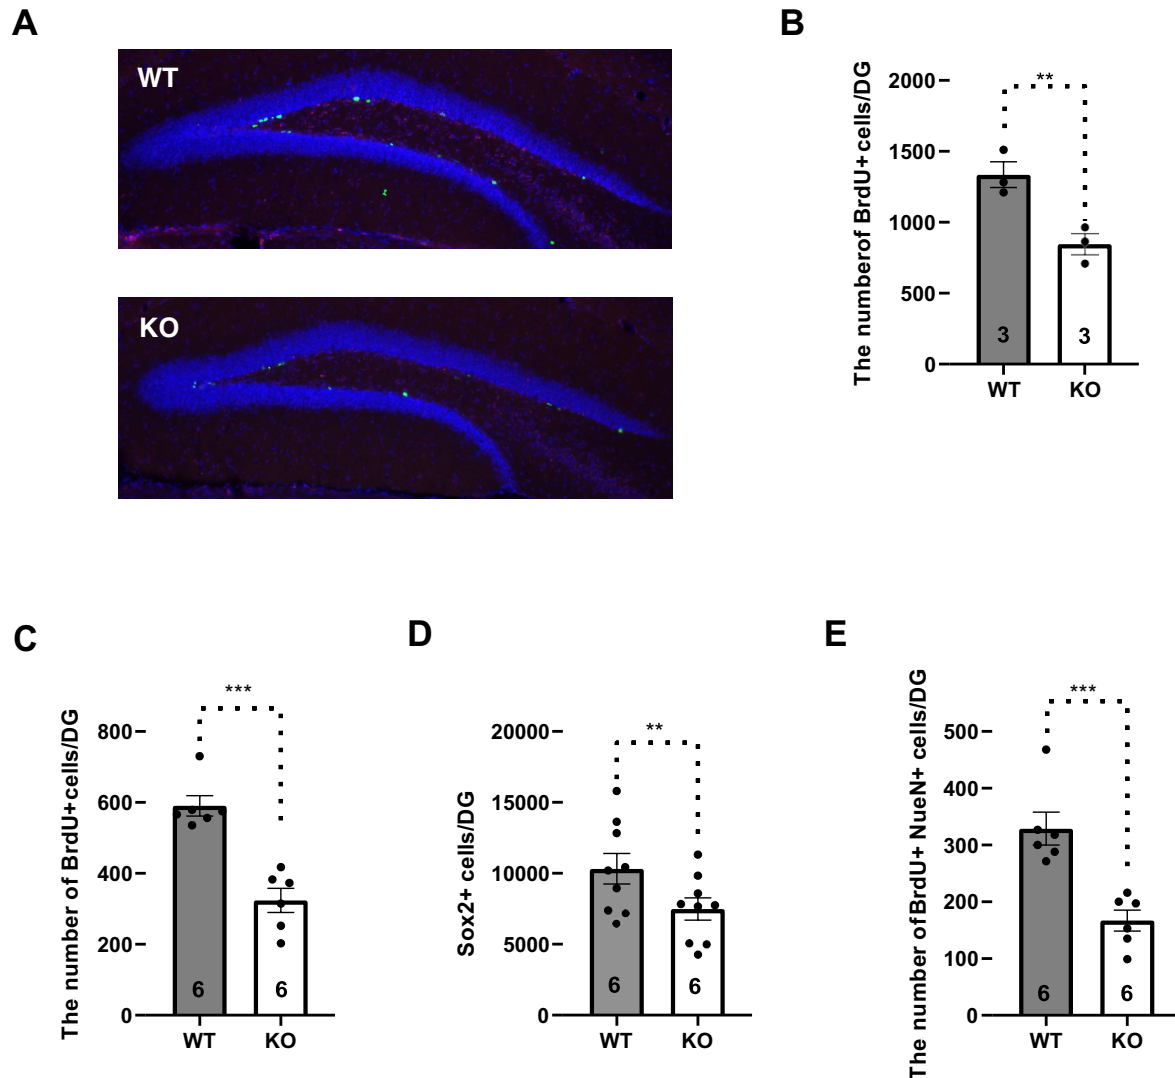 A
WT
KO
B
The numberof BrdU+ cells/DG
2000
1500
1000
500
0
**
3
3
WT
KO
C
The number of BrdU+cells/DG
800
600
400
200
0
***
6
6
WT
KO
D
Sox2+ cells/DG
20000
15000
10000
5000
0
**
6
6
WT
KO
E
The number of BrdU+ NueN+ cells/DG
500
400
300
200
100
0
***
6
6
WT
KO